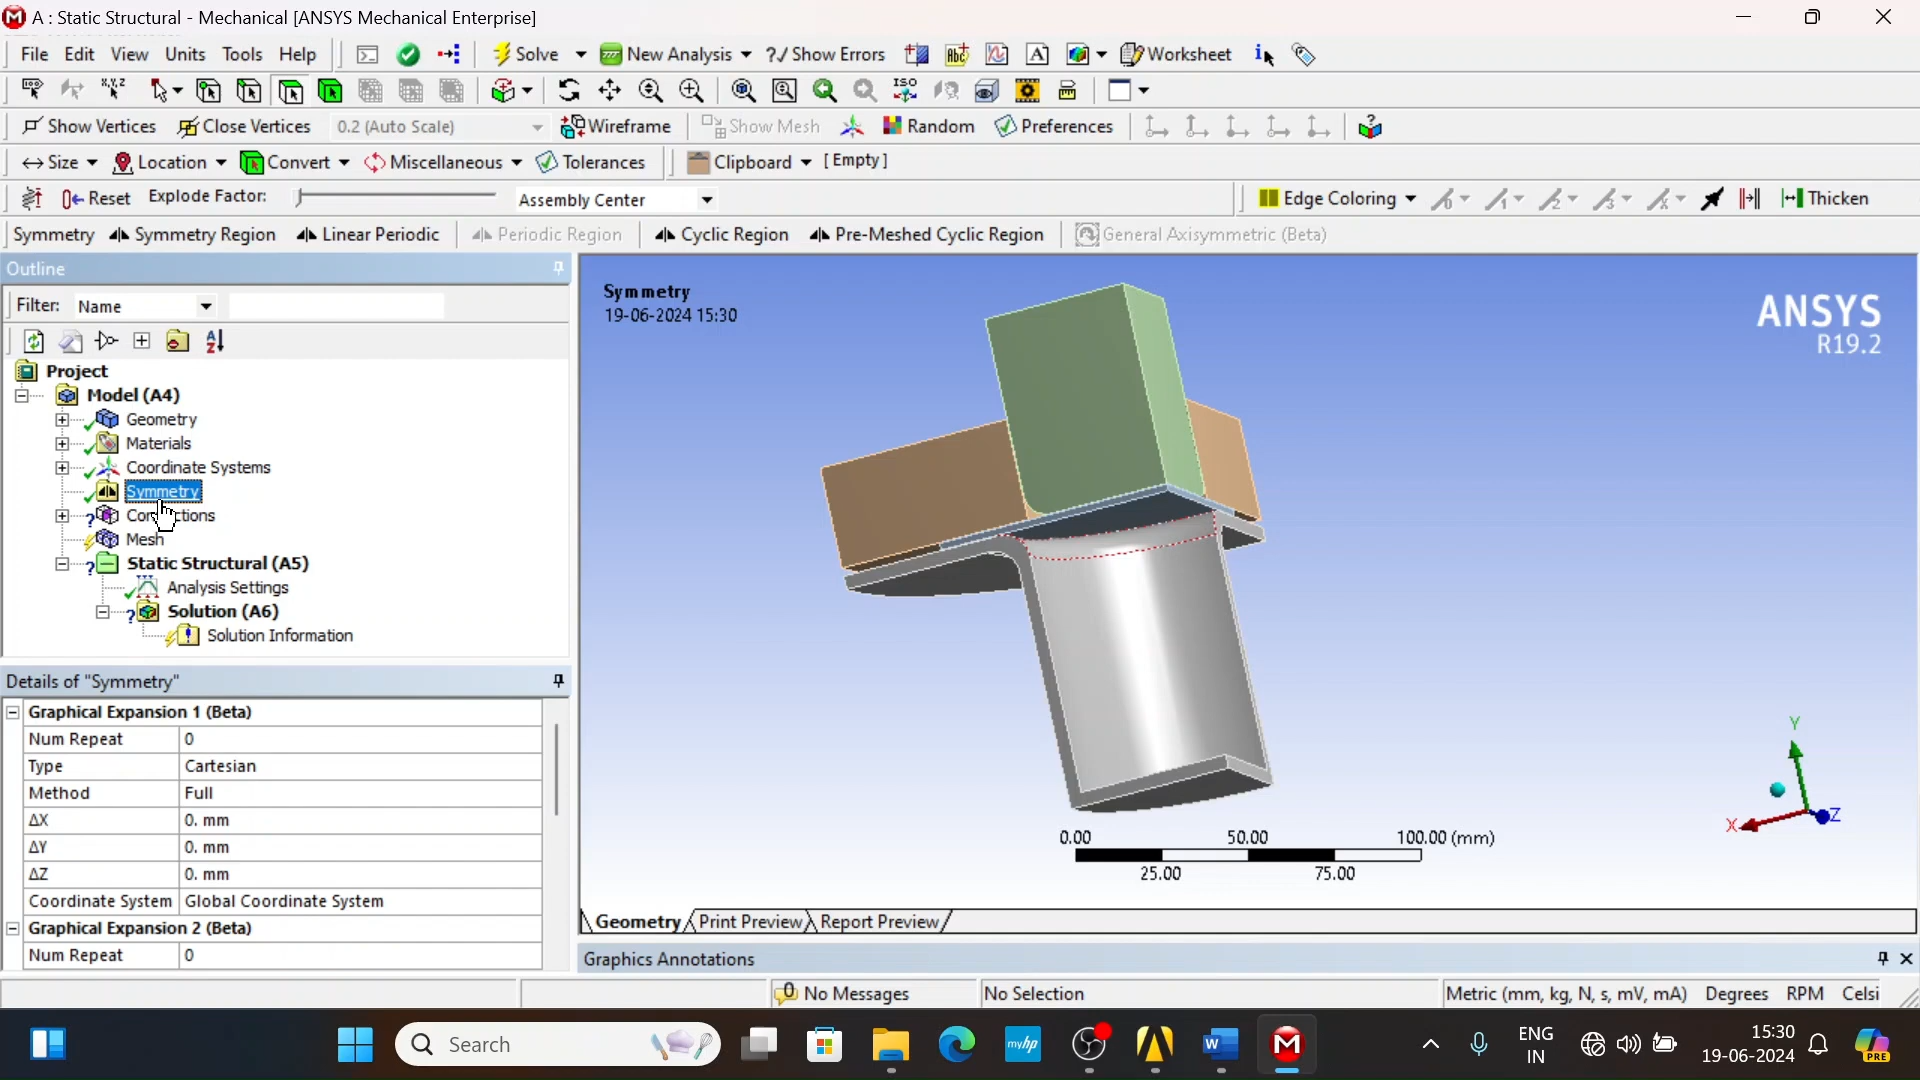 A : Static Structural - Mechanical [ANSYS Mechanical Enterprise]
File Edit View Units Tools Help Solve New Analysis ?✓ Show Errors Worksheet
Show Vertices Close Vertices 0.2 (Auto Scale) Wireframe Show Mesh Random Preferences
Size Location Convert Miscellaneous Tolerances Clipboard [ Empty ]
Reset Explode Factor: Assembly Center Edge Coloring Thicken
Symmetry Symmetry Region Linear Periodic Periodic Region Cyclic Region Pre-Meshed Cyclic Region General Axisymmetric (Beta)
Outline
Filter: Name
Project
Model (A4)
Geometry
Materials
Coordinate Systems
Symmetry
Connections
Mesh
Static Structural (A5)
Analysis Settings
Solution (A6)
Solution Information
Details of "Symmetry"
Graphical Expansion 1 (Beta)
Num Repeat 0
Type Cartesian
Method Full
ΔX 0. mm
ΔY 0. mm
ΔZ 0. mm
Coordinate System Global Coordinate System
Graphical Expansion 2 (Beta)
Num Repeat 0
Symmetry
19-06-2024 15:30
ANSYS
R19.2
Y
X
Z
0.00 50.00 100.00 (mm)
25.00 75.00
Geometry Print Preview Report Preview
Graphics Annotations
No Messages No Selection Metric (mm, kg, N, s, mV, mA) Degrees RPM Celsi
Search
myhp
ENG
IN
15:30
19-06-2024
PRE